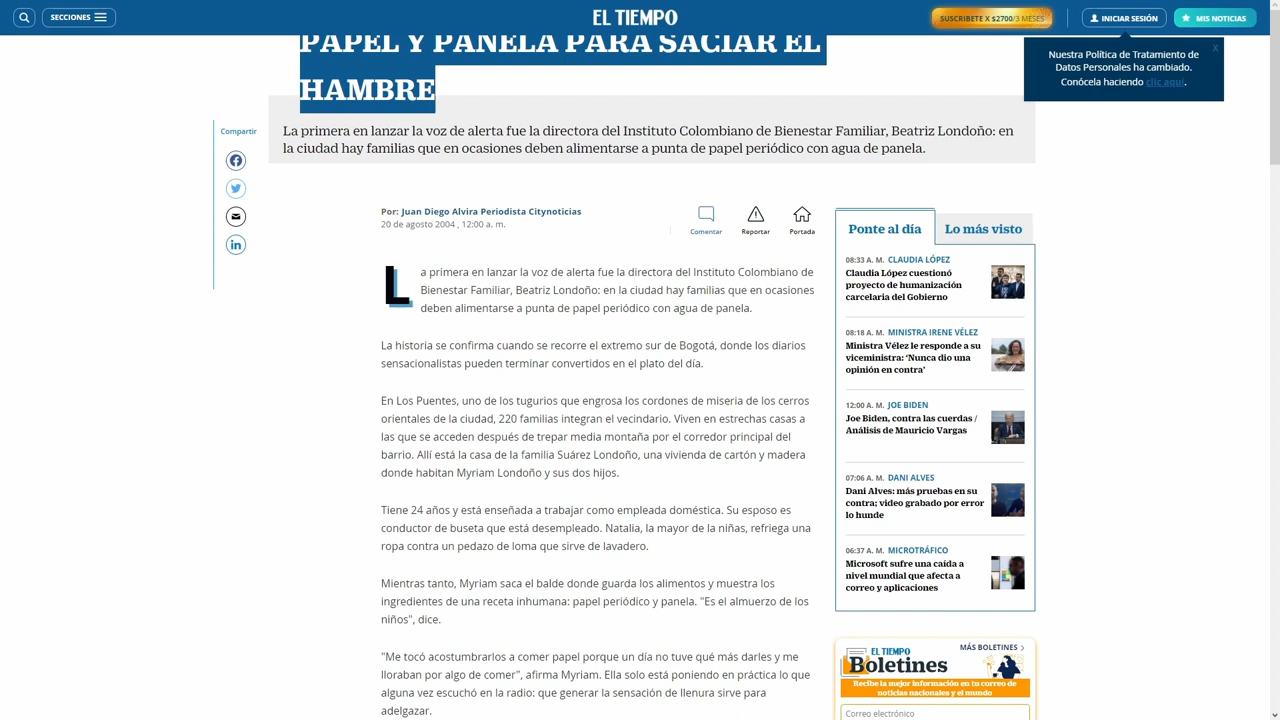 SECCIONES
EL TIEMPO
SUSCRÍBETE X $2700/3 MESES
INICIAR SESIÓN
MIS NOTICIAS
Nuestra Política de Tratamiento de
Datos Personales ha cambiado.
Conócela haciendo clic aquí.
X
PAPEL Y PANELA PARA SACIAR EL
HAMBRE
La primera en lanzar la voz de alerta fue la directora del Instituto Colombiano de Bienestar Familiar, Beatriz Londoño: en
la ciudad hay familias que en ocasiones deben alimentarse a punta de papel periódico con agua de panela.
Compartir
Por: Juan Diego Alvira Periodista Citynoticias
20 de agosto 2004 , 12:00 a. m.
Comentar
Reportar
Portada
La primera en lanzar la voz de alerta fue la directora del Instituto Colombiano de
Bienestar Familiar, Beatriz Londoño: en la ciudad hay familias que en ocasiones
deben alimentarse a punta de papel periódico con agua de panela.
La historia se confirma cuando se recorre el extremo sur de Bogotá, donde los diarios
sensacionalistas pueden terminar convertidos en el plato del día.
En Los Puentes, uno de los tugurios que engrosa los cordones de miseria de los cerros
orientales de la ciudad, 220 familias integran el vecindario. Viven en estrechas casas a
las que se acceden después de trepar media montaña por el corredor principal del
barrio. Allí está la casa de la familia Suárez Londoño, una vivienda de cartón y madera
donde habitan Myriam Londoño y sus dos hijos.
Tiene 24 años y está enseñada a trabajar como empleada doméstica. Su esposo es
conductor de buseta que está desempleado. Natalia, la mayor de la niñas, refriega una
ropa contra un pedazo de loma que sirve de lavadero.
Mientras tanto, Myriam saca el balde donde guarda los alimentos y muestra los
ingredientes de una receta inhumana: papel periódico y panela. "Es el almuerzo de los
niños", dice.
"Me tocó acostumbrarlos a comer papel porque un día no tuve qué más darles y me
lloraban por algo de comer", afirma Myriam. Ella solo está poniendo en práctica lo que
alguna vez escuchó en la radio: que generar la sensación de llenura sirve para
adelgazar.
Ponte al día
Lo más visto
08:33 A. M. CLAUDIA LÓPEZ
Claudia López cuestionó
proyecto de humanización
carcelaria del Gobierno
08:18 A. M. MINISTRA IRENE VÉLEZ
Ministra Vélez le responde a su
viceministra: ‘Nunca dio una
opinión en contra’
12:00 A. M. JOE BIDEN
Joe Biden, contra las cuerdas /
Análisis de Mauricio Vargas
07:06 A. M. DANI ALVES
Dani Alves: más pruebas en su
contra; video grabado por error
lo hunde
06:37 A. M. MICROTRÁFICO
Microsoft sufre una caída a
nivel mundial que afecta a
correo y aplicaciones
MÁS BOLETINES
EL TIEMPO
Boletines
Recibe la mejor información en tu correo de
noticias nacionales y el mundo
Correo electrónico